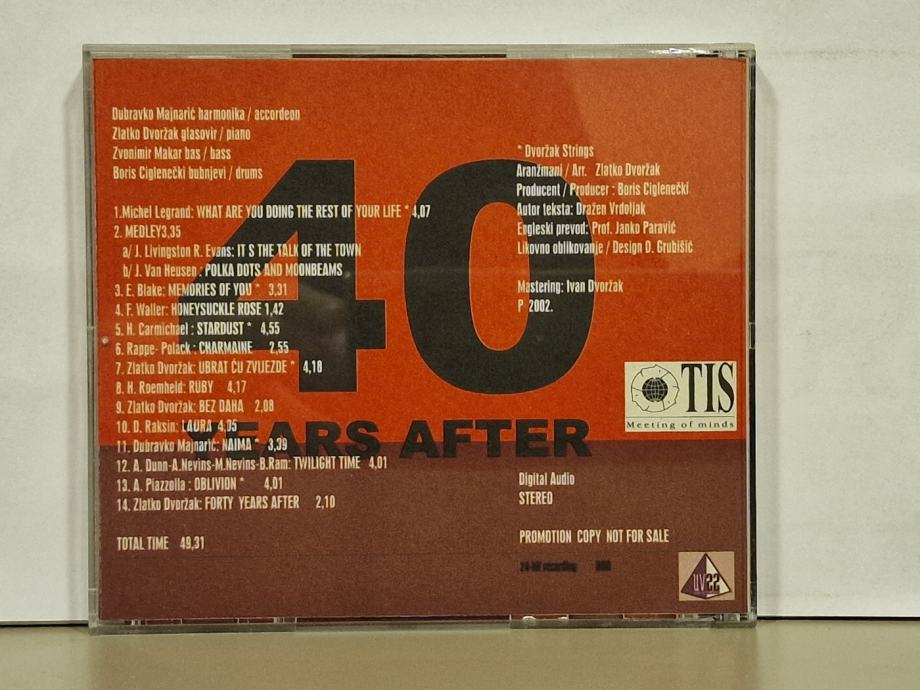 Dubravko Majnarić harmonika / accordeon
Zlatko Dvoržak glasovir / piano
Zvonimir Makar bas / bass
Boris Ciglenečki bubnjevi / drums
1.Michel Legrand: WHAT ARE YOU DOING THE REST OF YOUR LIFE * 4,07
2. MEDLEY3,35
a/ J. Livingston R. Evans: IT S THE TALK OF THE TOWN
b/ J. Van Heusen : POLKA DOTS AND MOONBEAMS
3. E. Blake: MEMORIES OF YOU * 3,31
4. F. Waller: HONEYSUCKLE ROSE 1,42
5. H. Carmichael : STARDUST * 4,55
6. Rappe- Polack : CHARMAINE 2,55
7. Zlatko Dvoržak: UBRAT ĆU ZVIJEZDE * 4,18
8. H. Roemheld: RUBY 4,17
9. Zlatko Dvoržak: BEZ DAHA 2,08
10. D. Raksin: LAURA 4,05
11. Dubravko Majnarić: NAIMA * 3,39
12. A. Dunn-A.Nevins-M.Nevins-B.Ram: TWILIGHT TIME 4,01
13. A. Piazzolla : OBLIVION * 4,01
14. Zlatko Dvoržak: FORTY YEARS AFTER 2,10
TOTAL TIME 49,31
40
YEARS AFTER
* Dvoržak Strings
Aranžmani / Arr. Zlatko Dvoržak
Producent / Producer : Boris Ciglenečki
Autor teksta: Dražen Vrdoljak
Engleski prevod: Prof. Janko Paravić
Likovno oblikovanje / Design D. Grubišić
Mastering: Ivan Dvoržak
P 2002.
TIS
Meeting of minds
Digital Audio
STEREO
PROMOTION COPY NOT FOR SALE
24-bit recording DDD
UV22